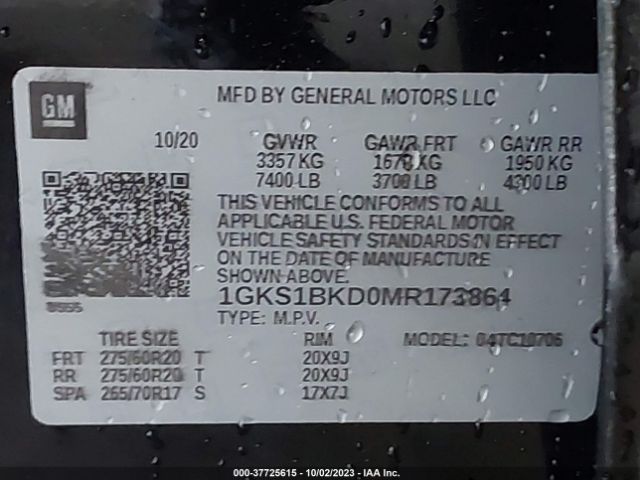 GM
MFD BY GENERAL MOTORS LLC
10/20 GVWR GAWR FRT GAWR RR
3357 KG 1678 KG 1950 KG
7400 LB 3700 LB 4300 LB
THIS VEHICLE CONFORMS TO ALL
APPLICABLE U.S. FEDERAL MOTOR
VEHICLE SAFETY STANDARDS IN EFFECT
ON THE DATE OF MANUFACTURE
SHOWN ABOVE.
1GKS1BKD0MR173864
TYPE: M.P.V. MODEL: 04TC10706
TIRE SIZE RIM
FRT 275/60R20 T 20X9J
RR 275/60R20 T 20X9J
SPA 265/70R17 S 17X7J
000-37725615 - 10/02/2023 - IAA Inc.